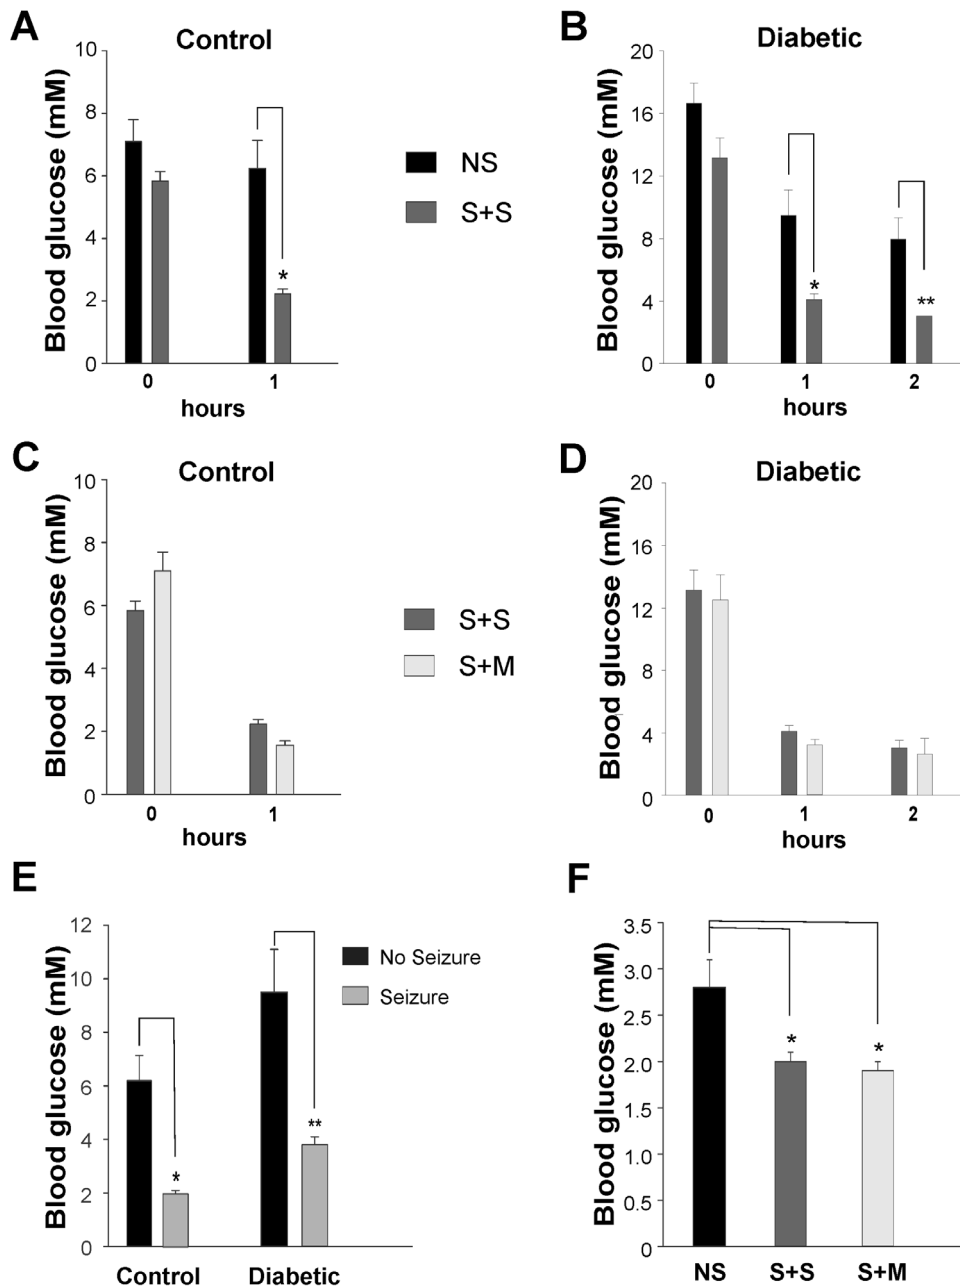 A
Control
Blood glucose (mM)
10
8
6
4
2
0
0
1
hours
*
NS
S+S
B
Diabetic
Blood glucose (mM)
20
16
12
8
4
0
0
1
2
hours
*
**
C
Control
Blood glucose (mM)
10
8
6
4
2
0
0
1
hours
S+S
S+M
D
Diabetic
Blood glucose (mM)
20
16
12
8
4
0
0
1
2
hours
E
Blood glucose (mM)
12
10
8
6
4
2
0
*
**
No Seizure
Seizure
Control
Diabetic
F
Blood glucose (mM)
3.5
3.0
2.5
2.0
1.5
1.0
0.5
0
*
*
NS
S+S
S+M